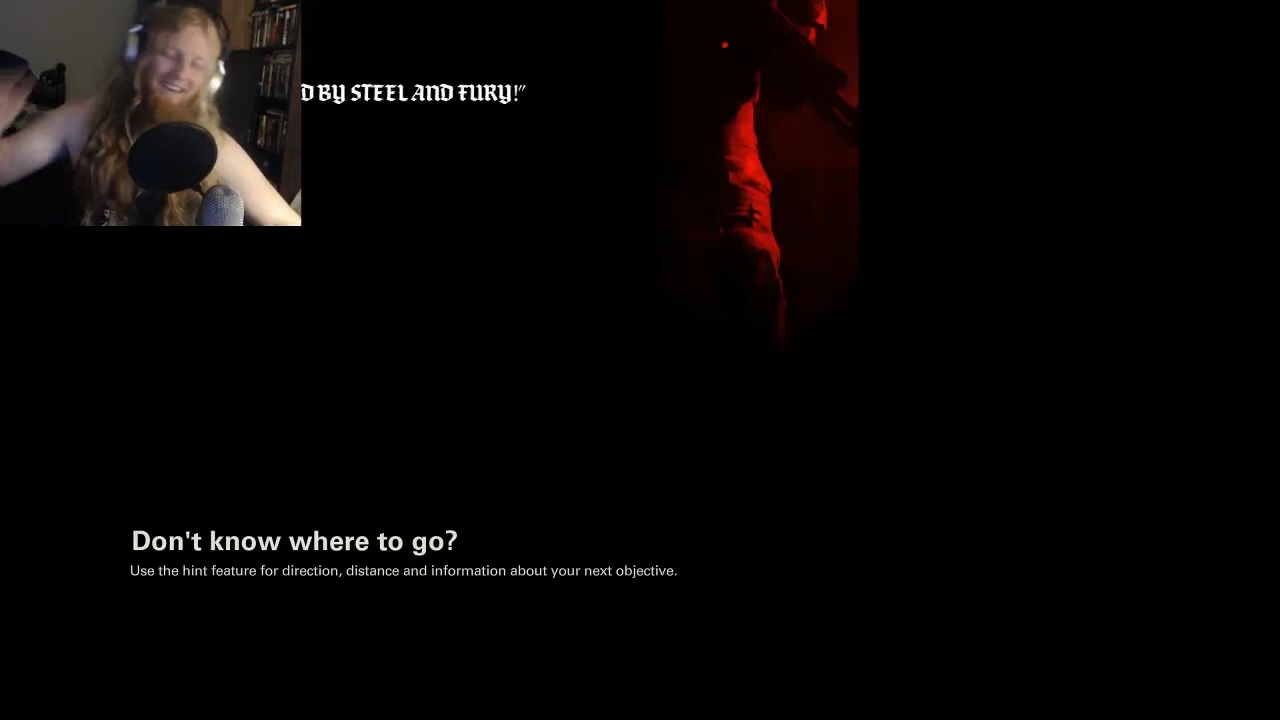 D BY STEEL AND FURY!"
Don't know where to go?
Use the hint feature for direction, distance and information about your next objective.